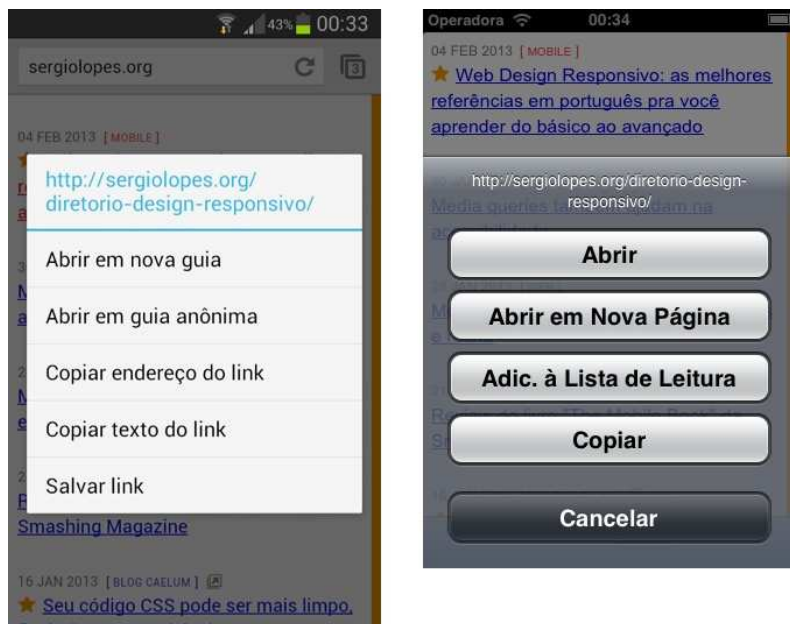 43% 00:33
sergiolopes.org
3
04 FEB 2013 [ MOBILE ]
http://sergiolopes.org/
diretorio-design-responsivo/
Abrir em nova guia
Abrir em guia anônima
Copiar endereço do link
Copiar texto do link
Salvar link
Smashing Magazine
16 JAN 2013 [ BLOG CAELUM ]
Seu código CSS pode ser mais limpo,
Operadora 00:34
04 FEB 2013 [ MOBILE ]
Web Design Responsivo: as melhores
referências em português pra você
aprender do básico ao avançado
http://sergiolopes.org/diretorio-design-
responsivo/
Media queries
na
Abrir
Abrir em Nova Página
Adic. à Lista de Leitura
Copiar
Cancelar